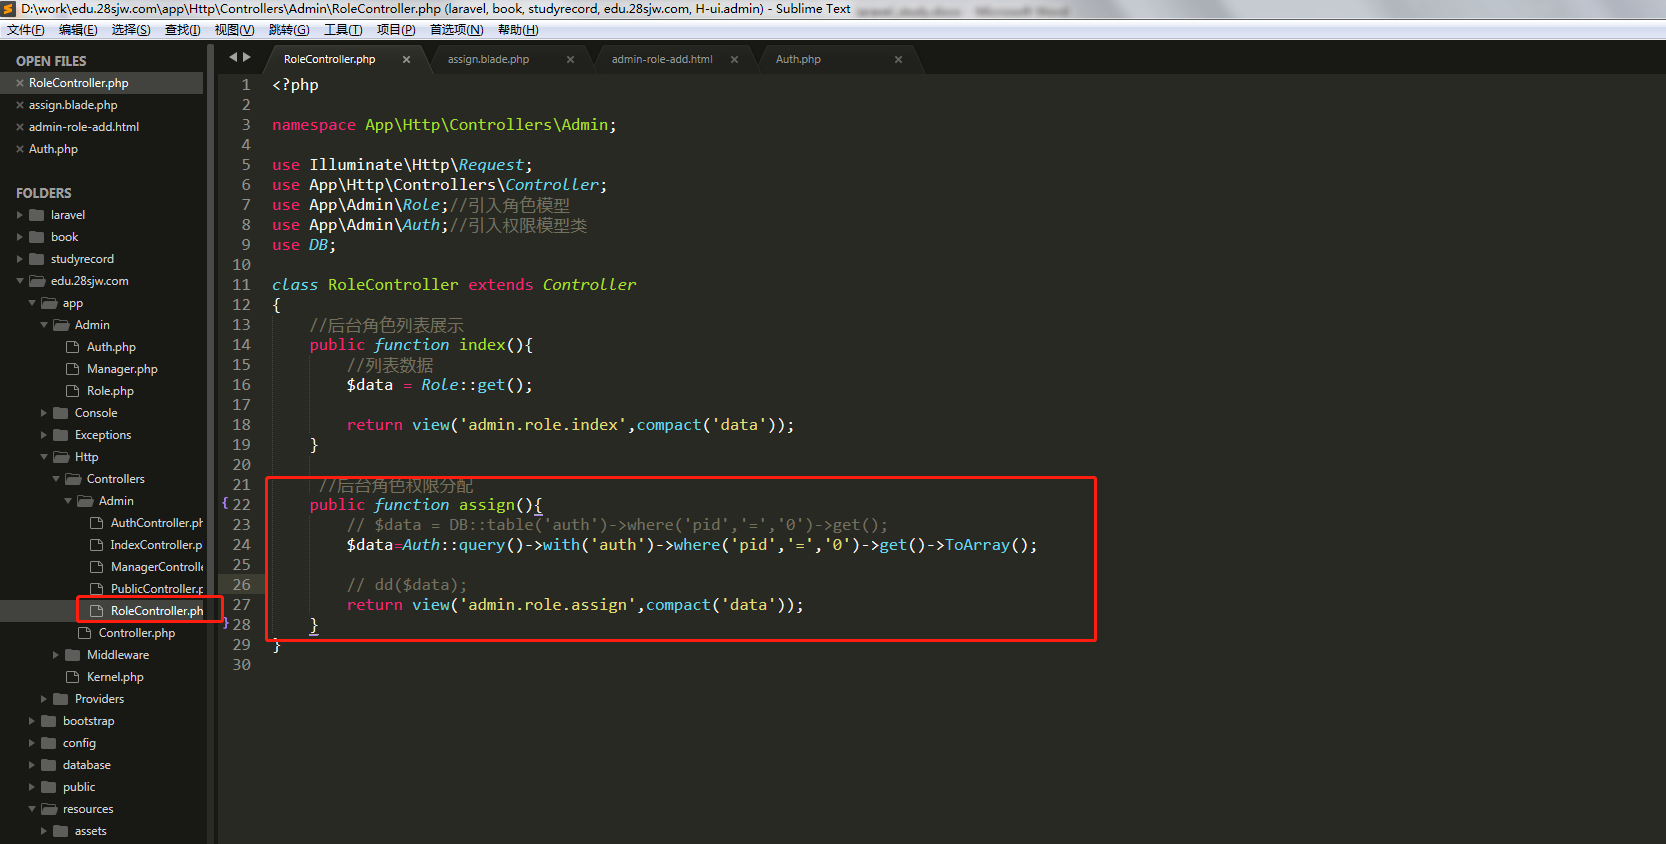 D:\work\edu.28sjw.com\app\Http\Controllers\Admin\RoleController.php (laravel, book, studyrecord, edu.28sjw.com, H-ui.admin) - Sublime Text
文件(F) 编辑(E) 选择(S) 查找(I) 视图(V) 跳转(G) 工具(T) 项目(P) 首选项(N) 帮助(H)
OPEN FILES
RoleController.php
assign.blade.php
admin-role-add.html
Auth.php
FOLDERS
laravel
book
studyrecord
edu.28sjw.com
app
Admin
Auth.php
Manager.php
Role.php
Console
Exceptions
Http
Controllers
Admin
AuthController.ph
IndexController.p
ManagerControlle
PublicController.p
RoleController.ph
Controller.php
Middleware
Kernel.php
Providers
bootstrap
config
database
public
resources
assets
RoleController.php assign.blade.php admin-role-add.html Auth.php
1 <?php
2
3 namespace App\Http\Controllers\Admin;
4
5 use Illuminate\Http\Request;
6 use App\Http\Controllers\Controller;
7 use App\Admin\Role;//引入角色模型
8 use App\Admin\Auth;//引入权限模型类
9 use DB;
10
11 class RoleController extends Controller
12 {
13 //后台角色列表展示
14 public function index(){
15 //列表数据
16 $data = Role::get();
17
18 return view('admin.role.index',compact('data'));
19 }
20
21 //后台角色权限分配
22 public function assign(){
23 // $data = DB::table('auth')->where('pid','=','0')->get();
24 $data=Auth::query()->with('auth')->where('pid','=','0')->get()->ToArray();
25
26 // dd($data);
27 return view('admin.role.assign',compact('data'));
28 }
29 }
30